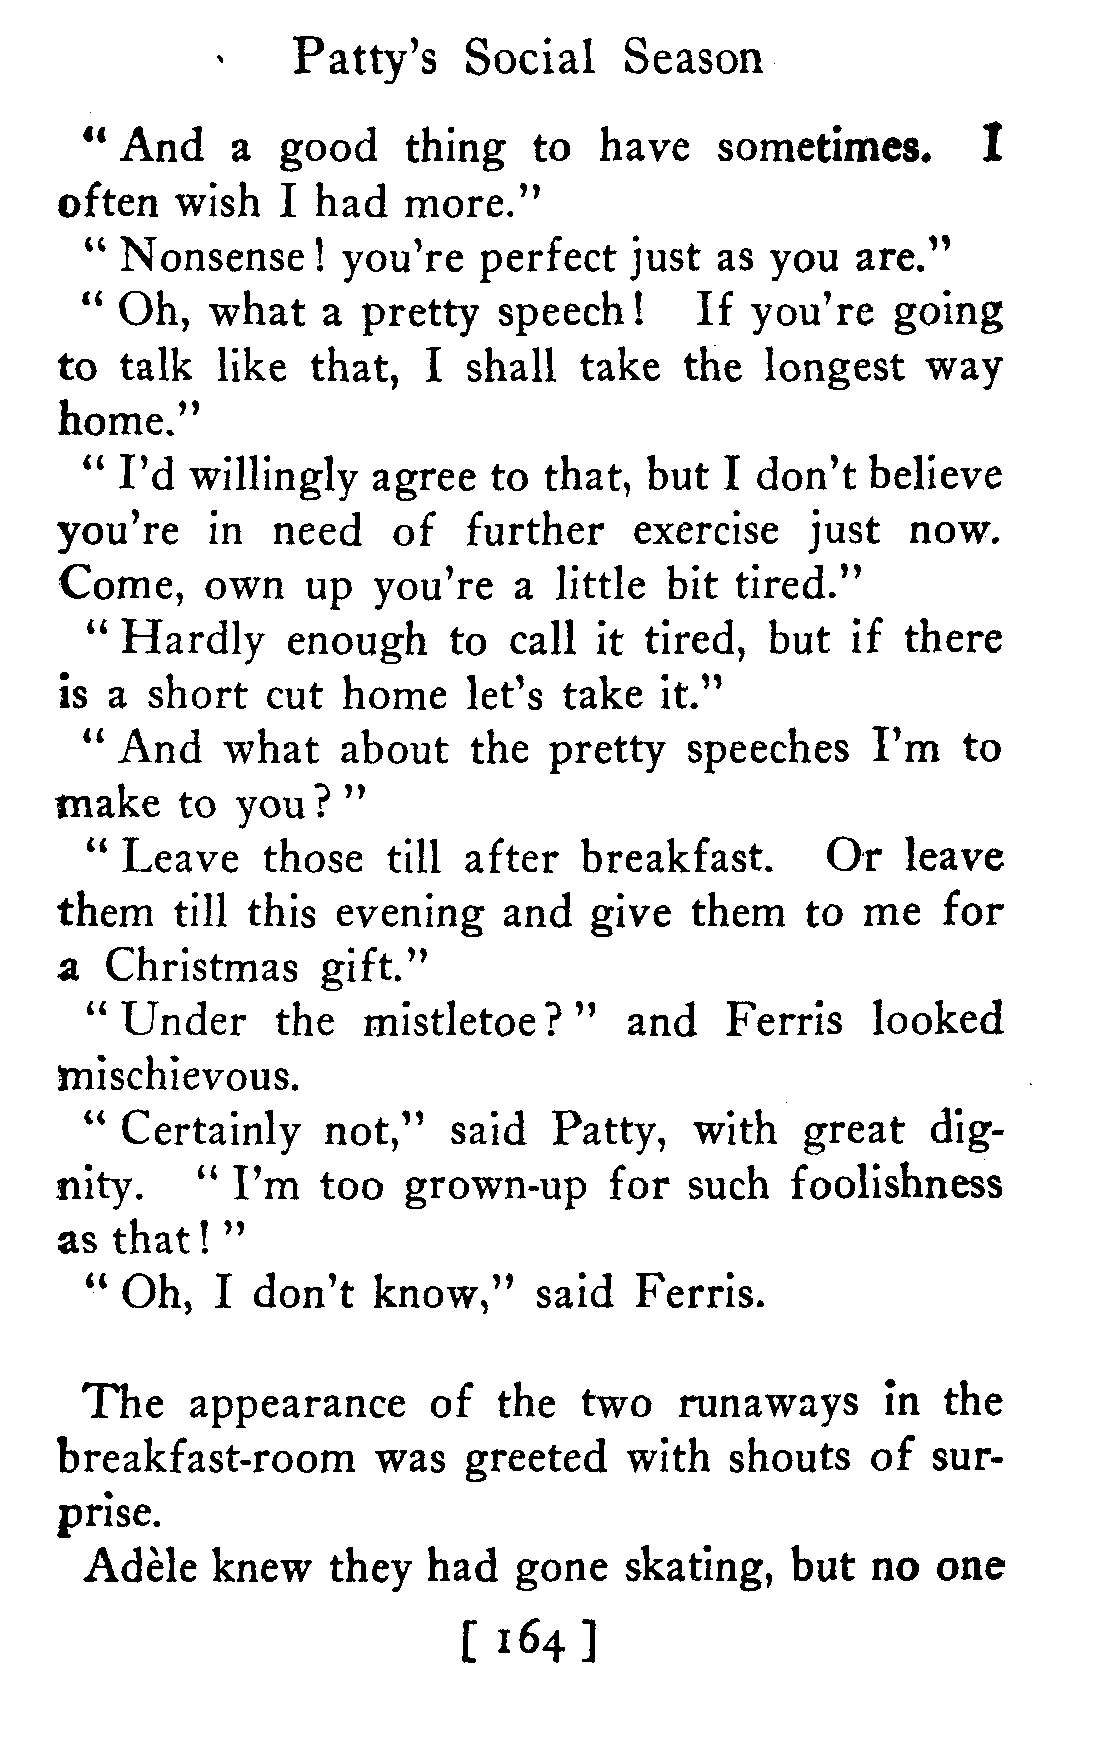 Patty's Social Season
" And a good thing to have sometimes. I
often wish I had more."
" Nonsense! you're perfect just as you are."
" Oh, what a pretty speech! If you're going
to talk like that, I shall take the longest way
home."
" I'd willingly agree to that, but I don't believe
you're in need of further exercise just now.
Come, own up you're a little bit tired."
" Hardly enough to call it tired, but if there
is a short cut home let's take it."
" And what about the pretty speeches I'm to
make to you? "
" Leave those till after breakfast. Or leave
them till this evening and give them to me for
a Christmas gift."
" Under the mistletoe? " and Ferris looked
mischievous.
" Certainly not," said Patty, with great dig-
nity. " I'm too grown-up for such foolishness
as that! "
" Oh, I don't know," said Ferris.
The appearance of the two runaways in the
breakfast-room was greeted with shouts of sur-
prise.
Adèle knew they had gone skating, but no one
[ 164 ]